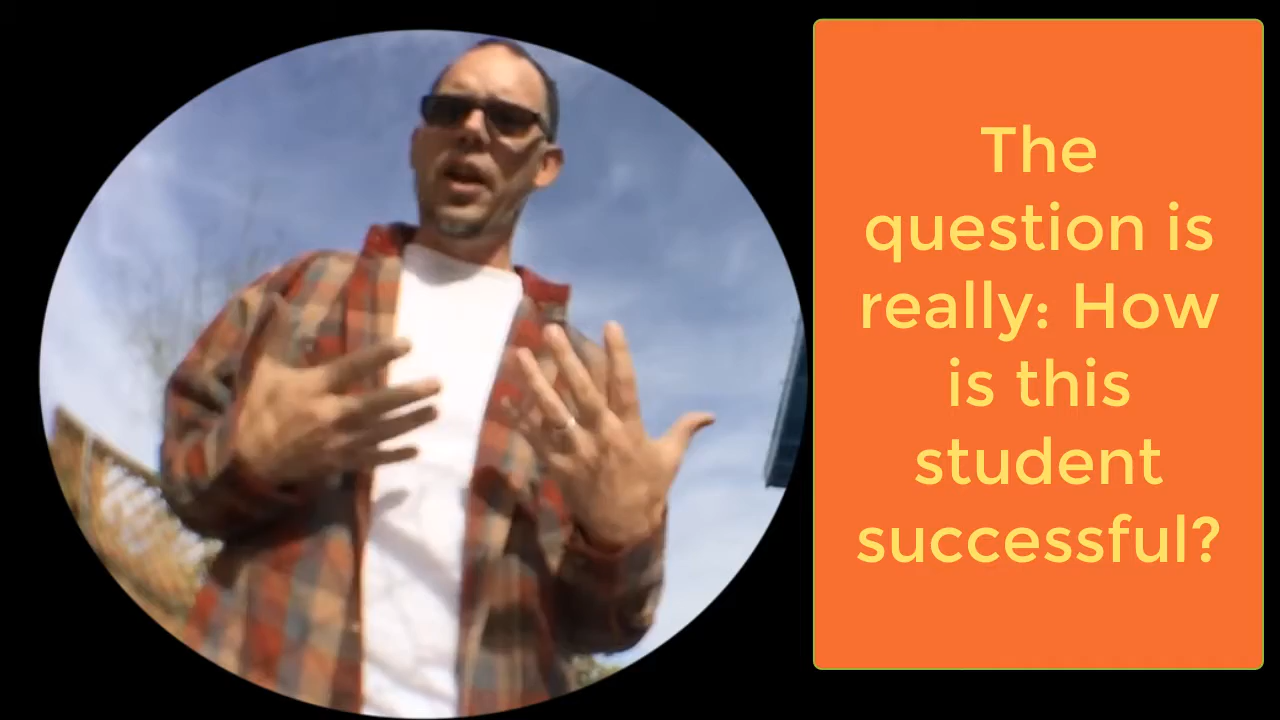 The
question is
really: How
is this
student
successful?